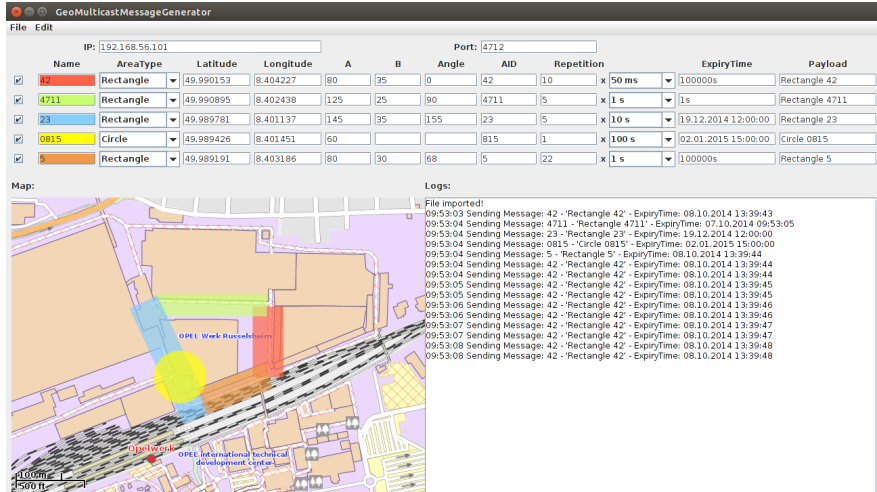 GeoMulticastMessageGenerator
File Edit
IP: 192.168.56.101 Port: 4712
Name AreaType Latitude Longitude A B Angle AID Repetition ExpiryTime Payload
42 Rectangle 49.990153 8.404227 80 35 0 42 10 x 50 ms 100000s Rectangle 42
4711 Rectangle 49.990895 8.402438 125 25 90 4711 5 x 1 s 1s Rectangle 4711
23 Rectangle 49.989781 8.401137 145 35 155 23 5 x 10 s 19.12.2014 12:00:00 Rectangle 23
0815 Circle 49.989426 8.401451 60 815 1 x 100 s 02.01.2015 15:00:00 Circle 0815
5 Rectangle 49.989191 8.403186 80 30 68 5 22 x 1 s 100000s Rectangle 5
Map:
OPEL Werk Russelsheim
Opelwerk
OPEL international technical
development center
100 m
500 ft
Logs:
File imported!
09:53:03 Sending Message: 42 - 'Rectangle 42' - ExpiryTime: 08.10.2014 13:39:43
09:53:04 Sending Message: 4711 - 'Rectangle 4711' - ExpiryTime: 07.10.2014 09:53:05
09:53:04 Sending Message: 23 - 'Rectangle 23' - ExpiryTime: 19.12.2014 12:00:00
09:53:04 Sending Message: 0815 - 'Circle 0815' - ExpiryTime: 02.01.2015 15:00:00
09:53:04 Sending Message: 5 - 'Rectangle 5' - ExpiryTime: 08.10.2014 13:39:44
09:53:04 Sending Message: 42 - 'Rectangle 42' - ExpiryTime: 08.10.2014 13:39:44
09:53:04 Sending Message: 42 - 'Rectangle 42' - ExpiryTime: 08.10.2014 13:39:44
09:53:05 Sending Message: 42 - 'Rectangle 42' - ExpiryTime: 08.10.2014 13:39:45
09:53:05 Sending Message: 42 - 'Rectangle 42' - ExpiryTime: 08.10.2014 13:39:45
09:53:06 Sending Message: 42 - 'Rectangle 42' - ExpiryTime: 08.10.2014 13:39:46
09:53:06 Sending Message: 42 - 'Rectangle 42' - ExpiryTime: 08.10.2014 13:39:46
09:53:07 Sending Message: 42 - 'Rectangle 42' - ExpiryTime: 08.10.2014 13:39:47
09:53:07 Sending Message: 42 - 'Rectangle 42' - ExpiryTime: 08.10.2014 13:39:47
09:53:08 Sending Message: 42 - 'Rectangle 42' - ExpiryTime: 08.10.2014 13:39:48
09:53:08 Sending Message: 42 - 'Rectangle 42' - ExpiryTime: 08.10.2014 13:39:48